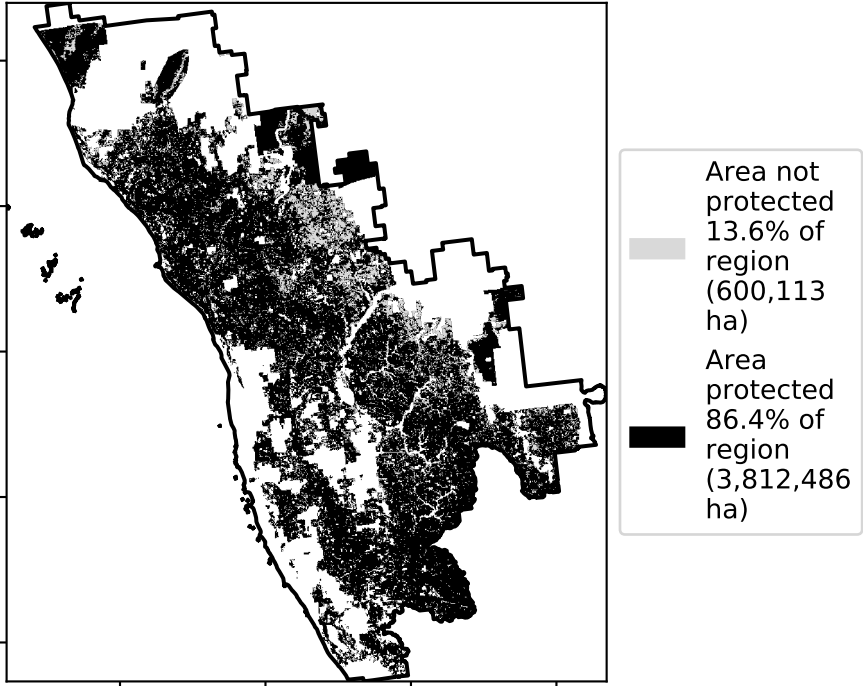 Area not
protected
13.6% of
region
(600,113
ha)
Area
protected
86.4% of
region
(3,812,486
ha)